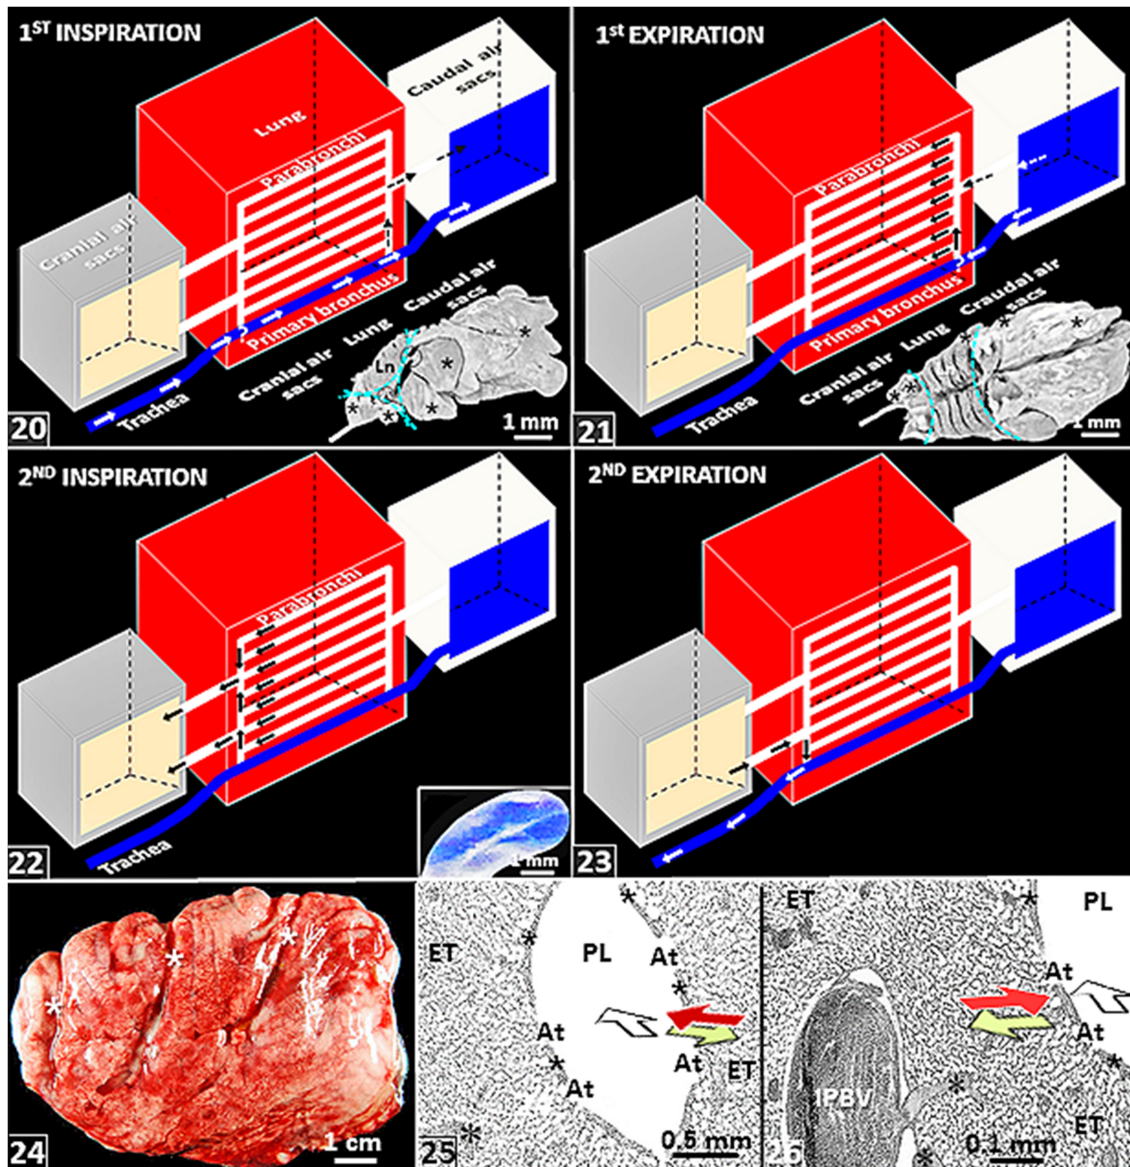 1ST INSPIRATION
Caudal air
sacs
Lung
Parabronchi
Cranial air
sacs
Primary bronchus
Caudal air
sacs
Lung
Cranial air
sacs
Ln
Trachea
20
1 mm
1st EXPIRATION
Parabronchi
Primary bronchus
Craudal air
sacs
Lung
Cranial air
sacs
Trachea
21
1 mm
2ND INSPIRATION
Parabronchi
Trachea
22
1 mm
2ND EXPIRATION
23
24
1 cm
ET
PL
At
At
At
At
ET
25
0.5 mm
ET
PL
At
At
IPBV
ET
26
0.1 mm